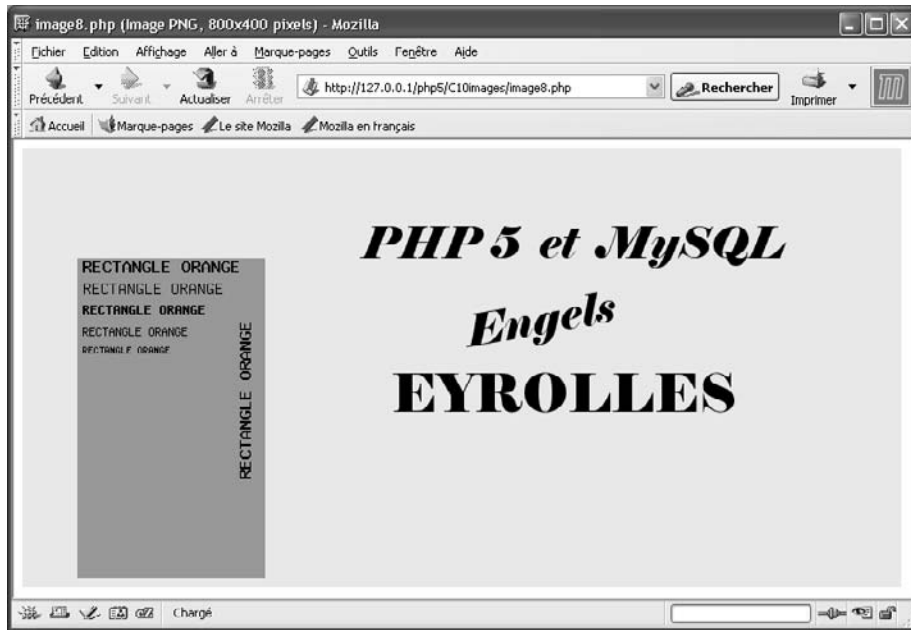 image8.php (Image PNG, 800x400 pixels) - Mozilla
Fichier Edition Affichage Aller à Marque-pages Outils Fenêtre Aide
Précédent Suivant Actualiser Arrêter http://127.0.0.1/php5/C10images/image8.php Rechercher Imprimer
Accueil Marque-pages Le site Mozilla Mozilla en français
PHP 5 et MySQL
Engels
EYROLLES
RECTANGLE ORANGE
RECTANGLE ORANGE
RECTANGLE ORANGE
RECTANGLE ORANGE
RECTANGLE ORANGE
RECTANGLE ORANGE
Chargé